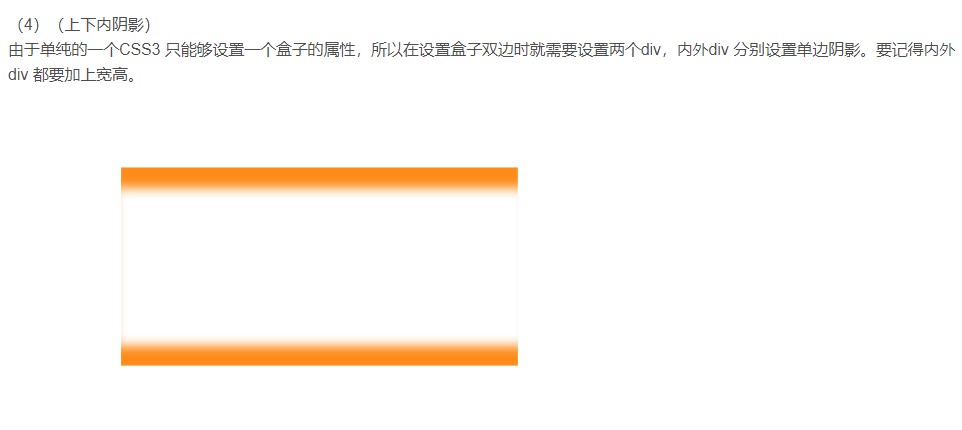 （4）（上下内阴影）
由于单纯的一个CSS3 只能够设置一个盒子的属性，所以在设置盒子双边时就需要设置两个div，内外div 分别设置单边阴影。要记得内外
div 都要加上宽高。